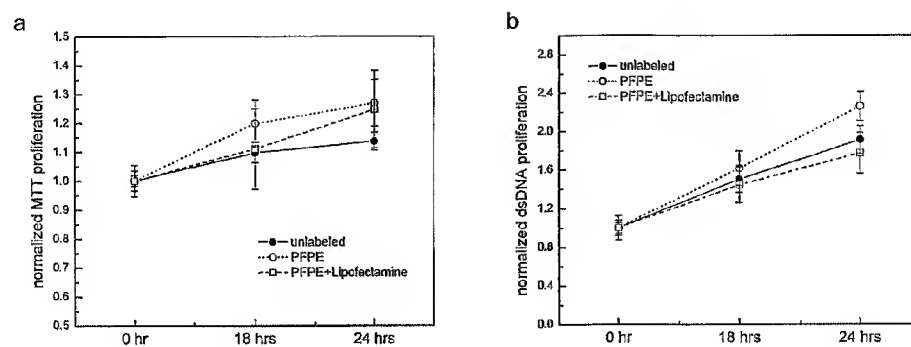 a
normalized MTT proliferation
1.5
1.4
1.3
1.2
1.1
1.0
0.9
0.8
0.7
0.6
0.5
unlabeled
PFPE
PFPE+Lipofectamine
0 hr
18 hrs
24 hrs
b
normalized dsDNA proliferation
2.8
2.4
2.0
1.6
1.2
0.8
0.4
0.0
unlabeled
PFPE
PFPE+Lipofectamine
0 hr
18 hrs
24 hrs